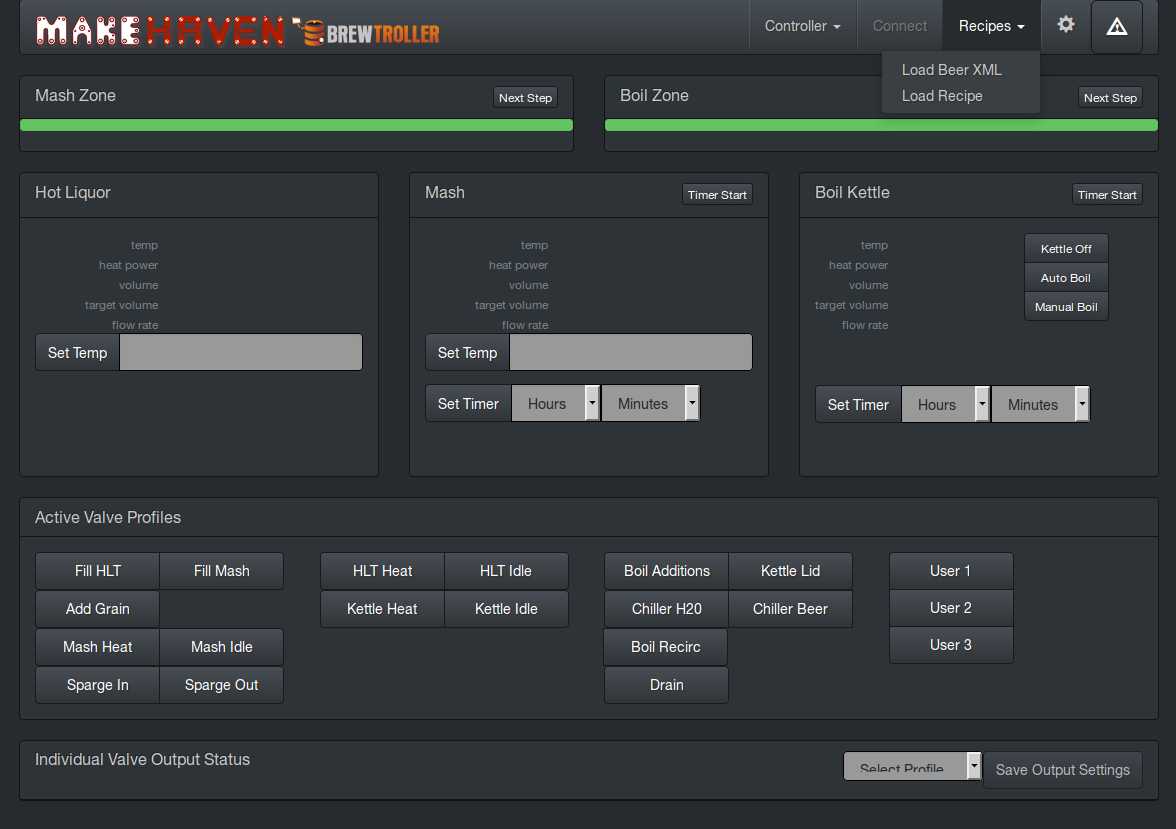 MAKEHAVEN BREWTROLLER
Controller Connect Recipes
Load Beer XML
Load Recipe
Mash Zone Next Step
Boil Zone Next Step
Hot Liquor
temp
heat power
volume
target volume
flow rate
Set Temp
Mash Timer Start
temp
heat power
volume
target volume
flow rate
Set Temp
Set Timer Hours Minutes
Boil Kettle Timer Start
temp
heat power
volume
target volume
flow rate
Kettle Off
Auto Boil
Manual Boil
Set Timer Hours Minutes
Active Valve Profiles
Fill HLT Fill Mash
Add Grain
Mash Heat Mash Idle
Sparge In Sparge Out
HLT Heat HLT Idle
Kettle Heat Kettle Idle
Boil Additions Kettle Lid
Chiller H20 Chiller Beer
Boil Recirc
Drain
User 1
User 2
User 3
Individual Valve Output Status Select Profile Save Output Settings